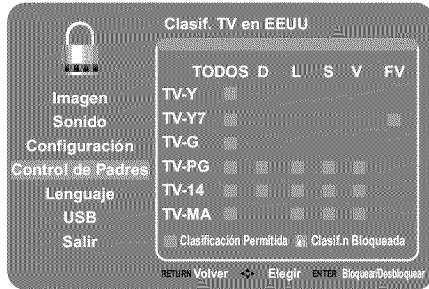 Clasif. TV en EEUU
TODOS D L S V FV
TV-Y
TV-Y7
TV-G
TV-PG
TV-14
TV-MA
Clasificación Permitida Clasif.n Bloqueada
Imagen
Sonido
Configuración
Control de Padres
Lenguaje
USB
Salir
RETURN Volver Elegir ENTER Bloquear/Desbloquear